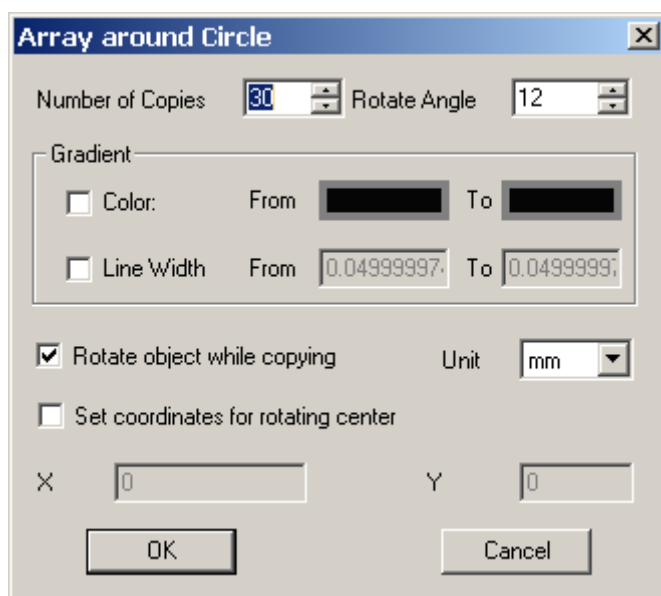 Array around Circle
Number of Copies 30 Rotate Angle 12
Gradient
Color: From To
Line Width From 0.04999997 To 0.0499999
Rotate object while copying Unit mm
Set coordinates for rotating center
X 0 Y 0
OK Cancel